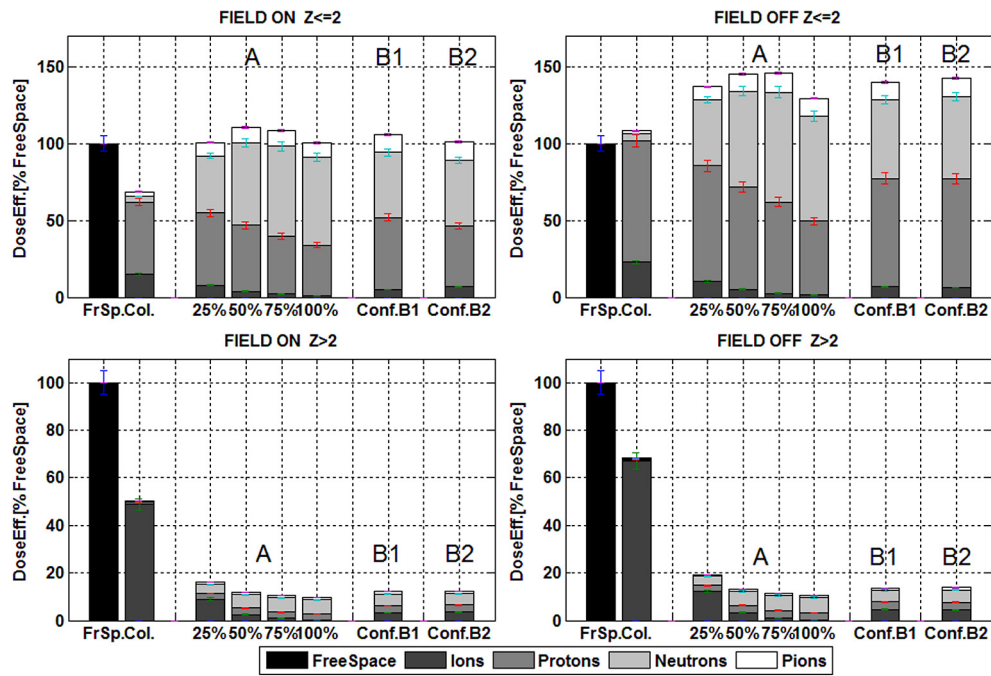 FIELD ON Z<=2
DoseEff.[% FreeSpace]
150
100
50
0
A B1 B2
FrSp. Col. 25% 50% 75% 100% Conf.B1 Conf.B2
FIELD OFF Z<=2
DoseEff.[% FreeSpace]
150
100
50
0
A B1 B2
FrSp. Col. 25% 50% 75% 100% Conf.B1 Conf.B2
FIELD ON Z>2
DoseEff.[% FreeSpace]
100
80
60
40
20
0
A B1 B2
FrSp. Col. 25% 50% 75% 100% Conf.B1 Conf.B2
FIELD OFF Z>2
DoseEff.[% FreeSpace]
100
80
60
40
20
0
A B1 B2
FrSp. Col. 25% 50% 75% 100% Conf.B1 Conf.B2
FreeSpace Ions Protons Neutrons Pions